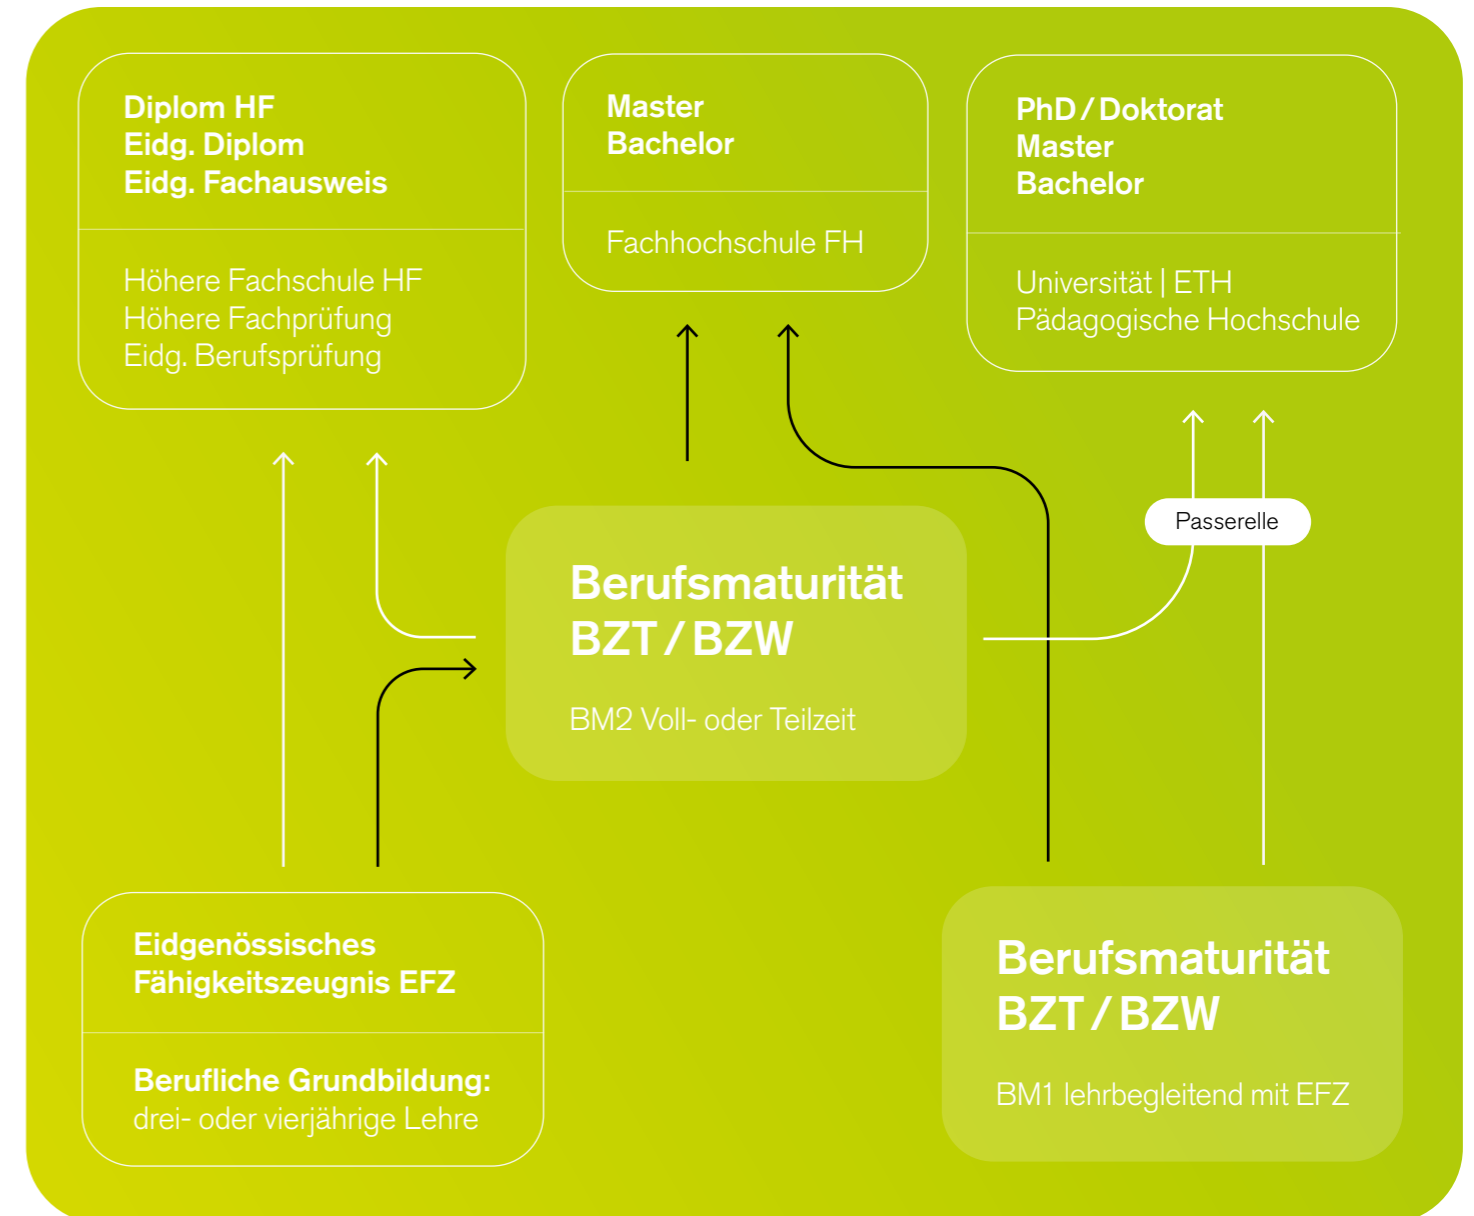 Diplom HF
Eidg. Diplom
Eidg. Fachausweis
Höhere Fachschule HF
Höhere Fachprüfung
Eidg. Berufsprüfung
Master
Bachelor
Fachhochschule FH
PhD / Doktorat
Master
Bachelor
Universität | ETH
Pädagogische Hochschule
Passerelle
Berufsmaturität
BZT / BZW
BM2 Voll- oder Teilzeit
Eidgenössisches
Fähigkeitszeugnis EFZ
Berufliche Grundbildung:
drei- oder vierjährige Lehre
Berufsmaturität
BZT / BZW
BM1 lehrbegleitend mit EFZ